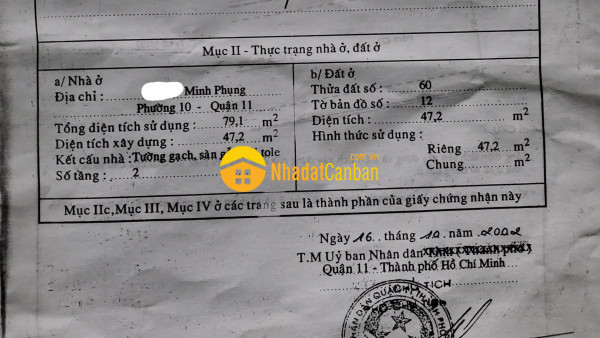 Mục II - Thực trạng nhà ở, đất ở
a/ Nhà ở
Địa chỉ : Minh Phụng
Phường 10 - Quận 11
Tổng diện tích sử dụng : 79,1 m2
Diện tích xây dựng : 47,2 m2
Kết cấu nhà : Tường gạch, sàn tole
Số tầng : 2
b/ Đất ở
Thửa đất số : 60
Tờ bản đồ số : 12
Diện tích : 47,2 m2
Hình thức sử dụng :
Riêng : 47,2 m2
Chung m2
NhadatCanban
.com.vn
Mục IIc, Mục III, Mục IV ở các trang sau là thành phần của giấy chứng nhận này
Ngày 16 tháng 10 năm 2002
T.M Uỷ ban Nhân dân
Quận 11 - Thành phố Hồ Chí Minh
TỊCH